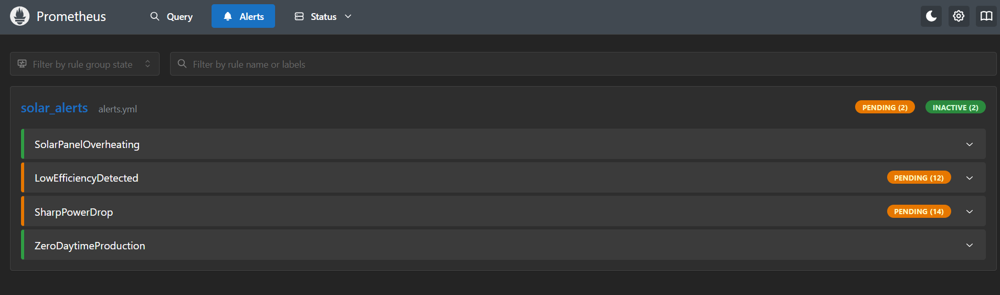 Prometheus Query Alerts Status
Filter by rule group state Filter by rule name or labels
solar_alerts alerts.yml PENDING (2) INACTIVE (2)
SolarPanelOverheating
LowEfficiencyDetected PENDING (12)
SharpPowerDrop PENDING (14)
ZeroDaytimeProduction